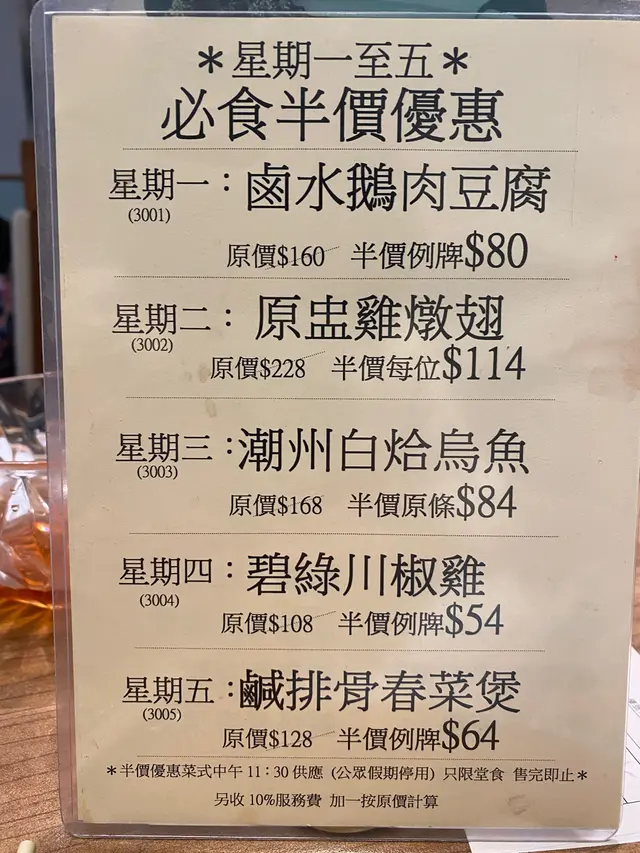 ＊星期一至五＊
必食半價優惠
星期一：鹵水鵝肉豆腐
(3001)
原價$160 半價例牌$80
星期二：原盅雞燉翅
(3002)
原價$228 半價每位$114
星期三：潮州白烚烏魚
(3003)
原價$168 半價原條$84
星期四：碧綠川椒雞
(3004)
原價$108 半價例牌$54
星期五：鹹排骨春菜煲
(3005)
原價$128 半價例牌$64
＊半價優惠菜式中午 11：30 供應 (公眾假期停用) 只限堂食 售完即止＊
另收 10%服務費 加一按原價計算